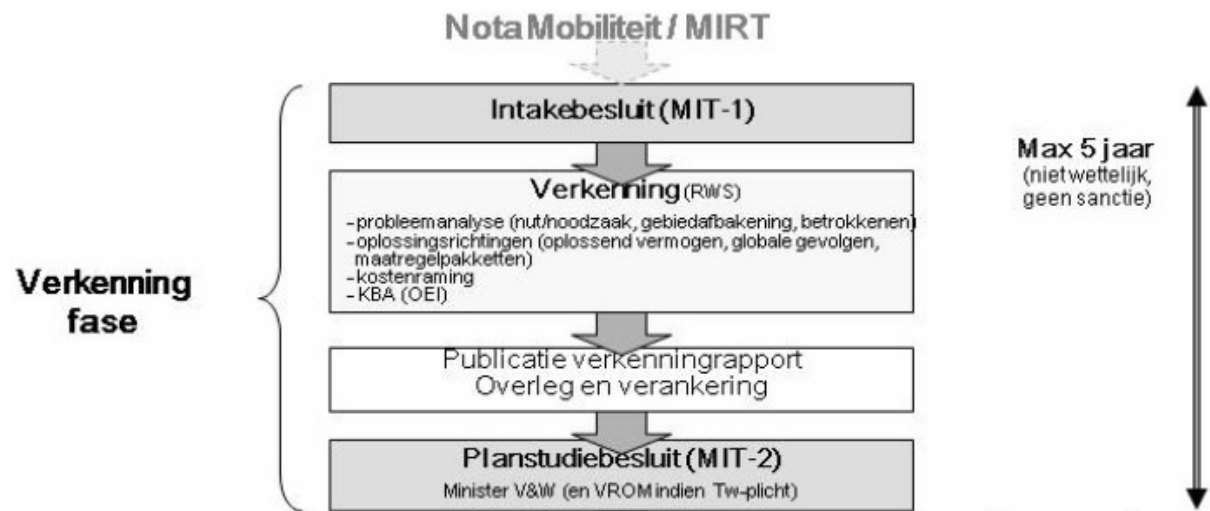 Nota Mobiliteit / MIRT
Intakebesluit (MIT-1)
Max 5 jaar
(niet wettelijk,
geen sanctie)
Verkenning (RWS)
-probleemanalyse (nut/noodzaak, gebiedafbakening, betrokkenen)
-oplossingsrichtingen (oplossend vermogen, globale gevolgen,
maatregelpakketten)
-kostenraming
-KBA (OEI)
Verkenning
fase
Publicatie verkenningrapport
Overleg en verankering
Planstudiebesluit (MIT-2)
Minister V&W (en VROM indien Tw-plicht)